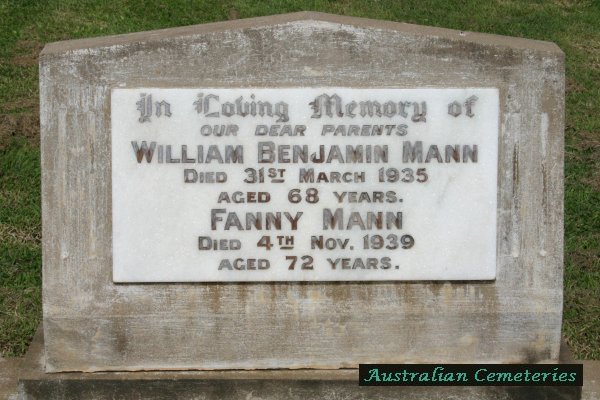 In Loving Memory of
OUR DEAR PARENTS
WILLIAM BENJAMIN MANN
DIED 31ST MARCH 1935
AGED 68 YEARS.
FANNY MANN
DIED 4TH NOV. 1939
AGED 72 YEARS.
Australian Cemeteries